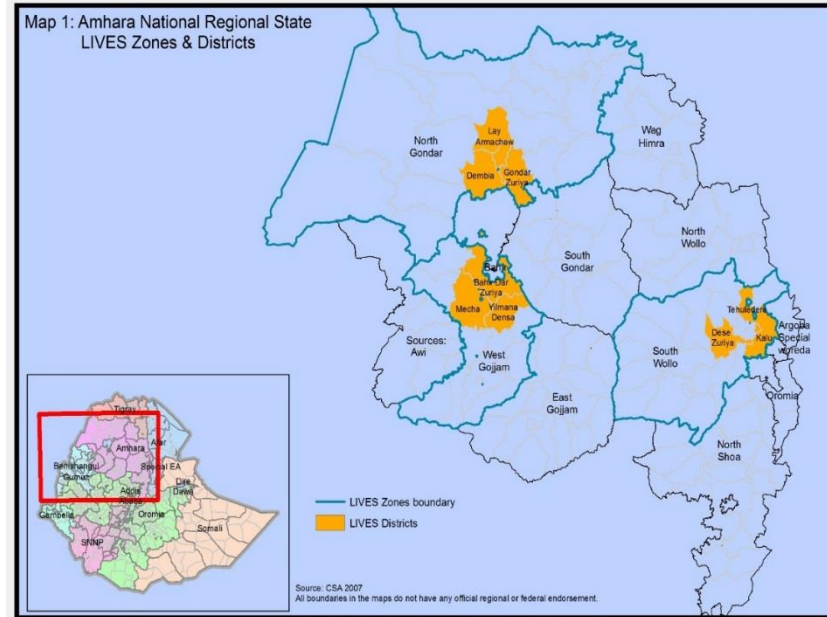 Map 1: Amhara National Regional State
LIVES Zones & Districts
North
Gondar
Lay
Armachew
Dembia
Gondar
Zuriya
Wag
Himra
South
Gondar
North
Wollo
Bahir Dar
Zuriya
Mecha
Yilmana
Densa
Sources:
Awi
West
Gojjam
East
Gojjam
South
Wollo
Dese
Zuriya
Tehuledere
Kalu
Argoba
Special
woreda
Oromia
North
Shoa
Tigray
Afar
Amhara
Benishangul
Gumuz
Special EA
Dire
Dawa
Addis
Gambella
Oromia
Somali
SNNP
LIVES Zones boundary
LIVES Districts
Source: CSA 2007
All boundaries in the maps do not have any official regional or federal endorsement.